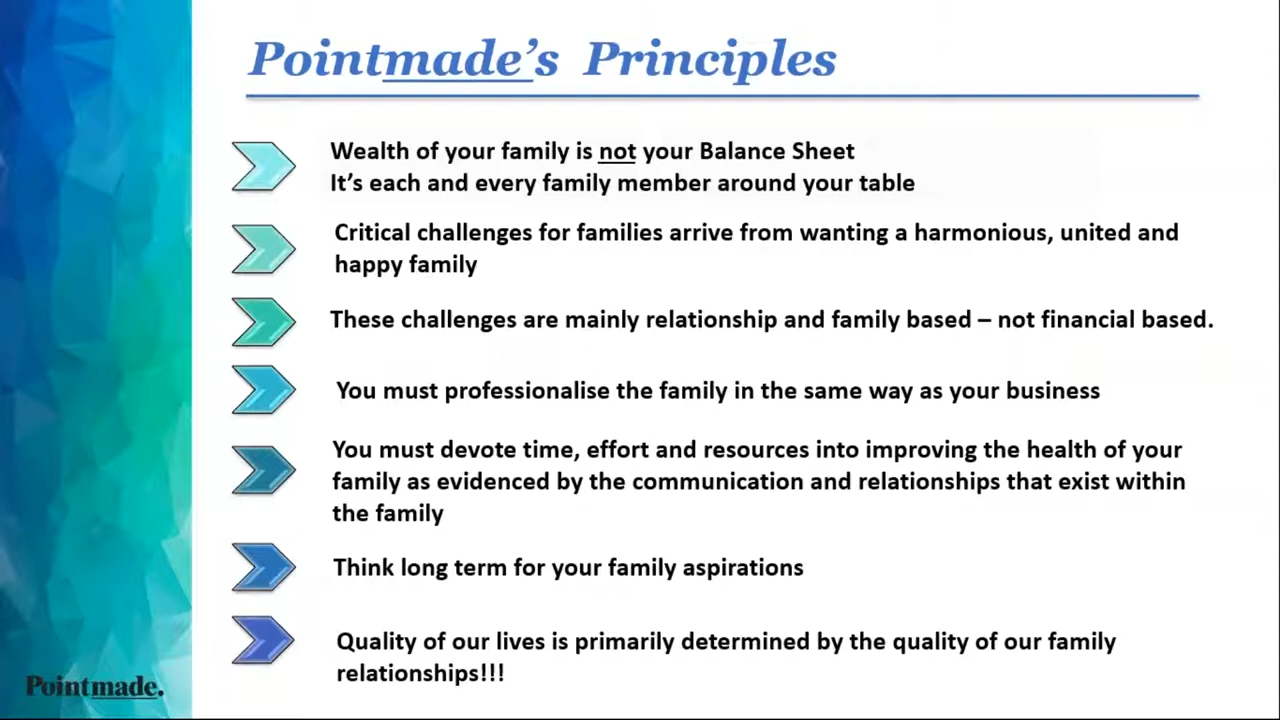 Pointmade's Principles
Wealth of your family is not your Balance Sheet
It's each and every family member around your table
Critical challenges for families arrive from wanting a harmonious, united and
happy family
These challenges are mainly relationship and family based – not financial based.
You must professionalise the family in the same way as your business
You must devote time, effort and resources into improving the health of your
family as evidenced by the communication and relationships that exist within
the family
Think long term for your family aspirations
Quality of our lives is primarily determined by the quality of our family
relationships!!!
Pointmade.